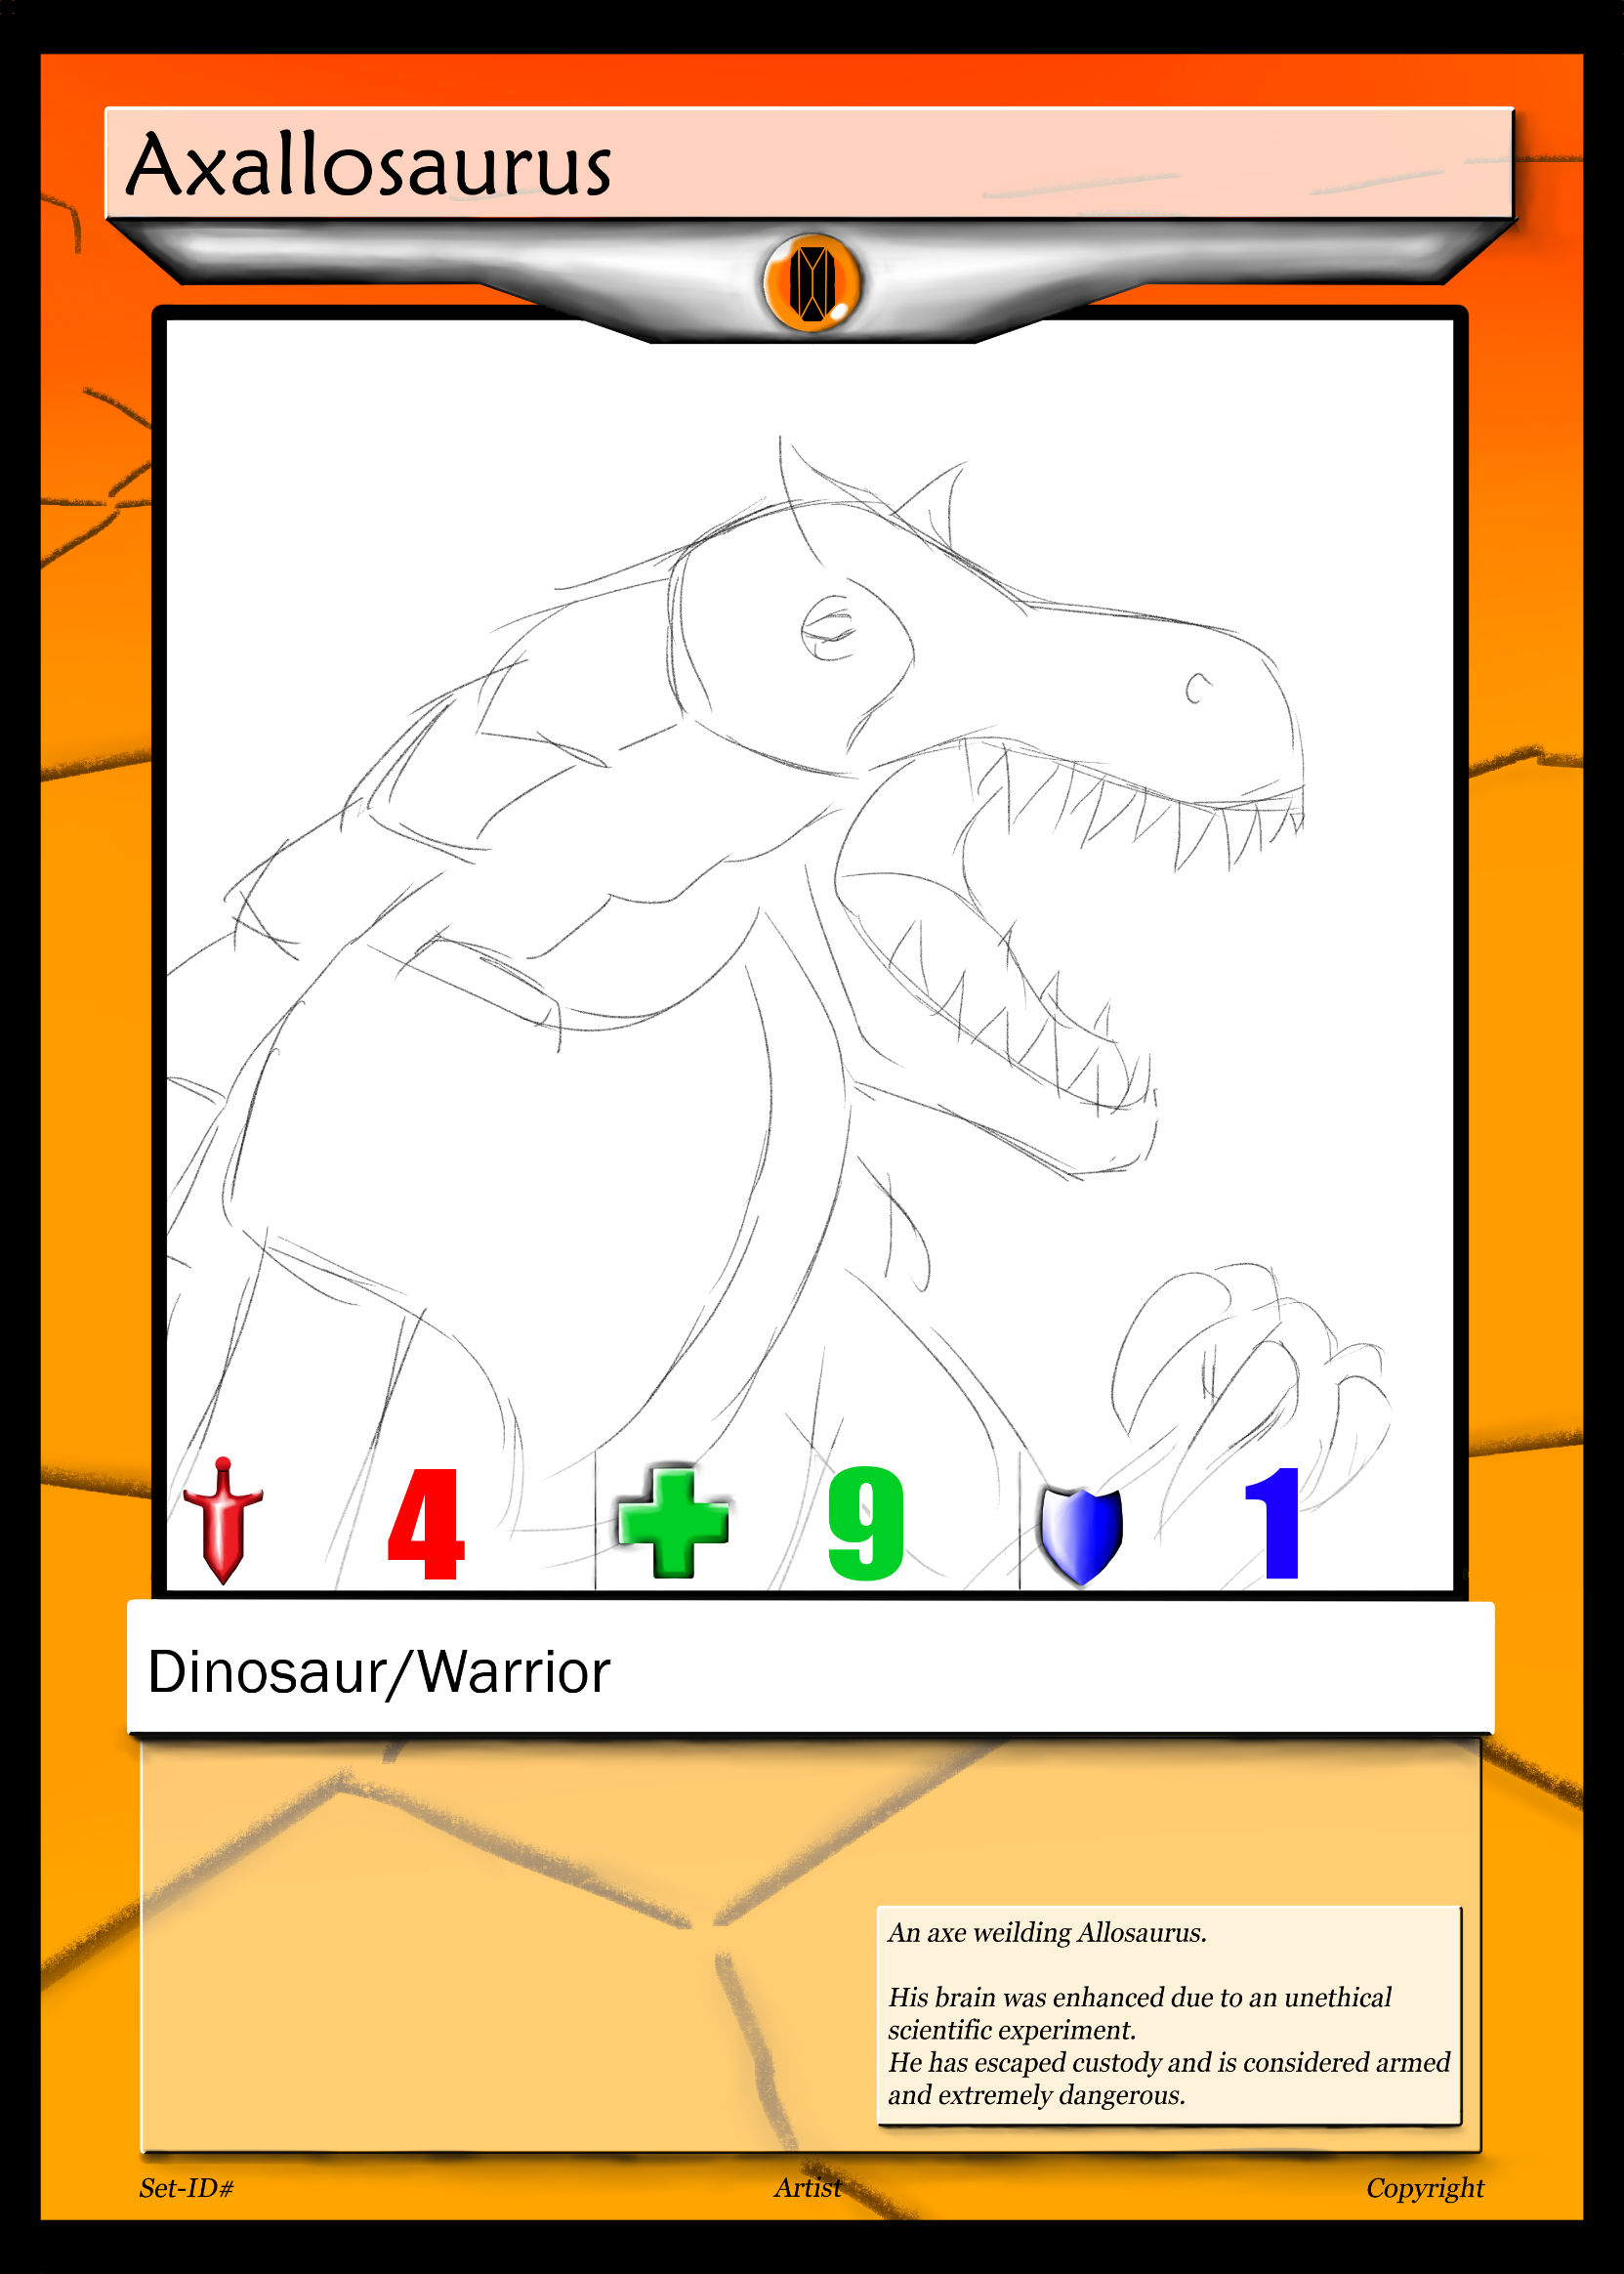 Axallosaurus
4 9 1
Dinosaur/Warrior
An axe weilding Allosaurus.
His brain was enhanced due to an unethical
scientific experiment.
He has escaped custody and is considered armed
and extremely dangerous.
Set-ID# Artist Copyright